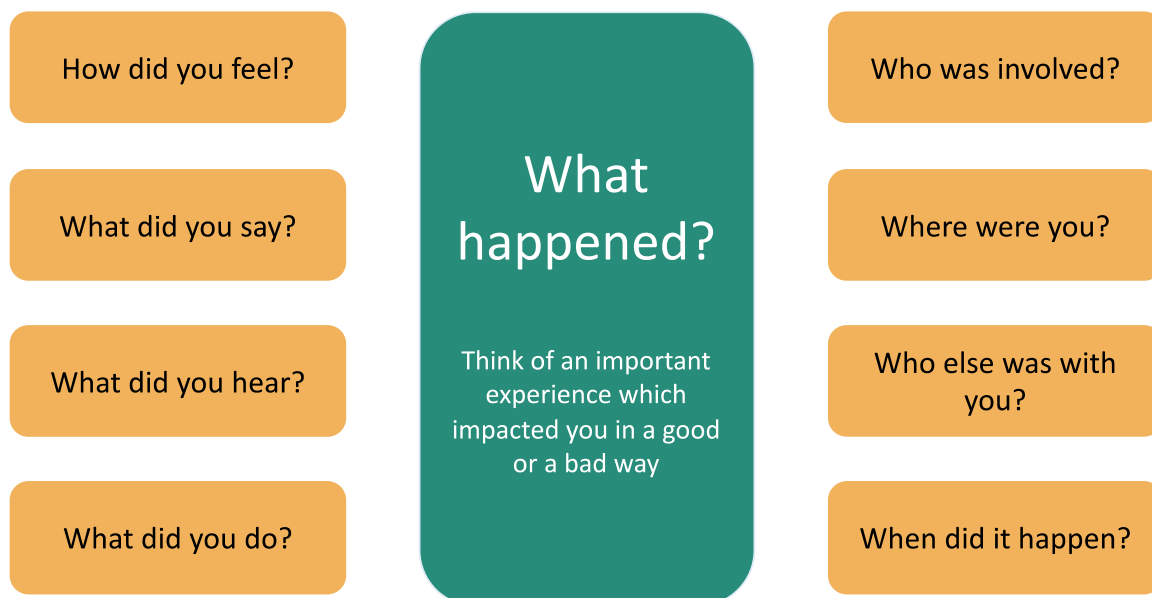 How did you feel?
What did you say?
What did you hear?
What did you do?
What
happened?
Think of an important
experience which
impacted you in a good
or a bad way
Who was involved?
Where were you?
Who else was with
you?
When did it happen?